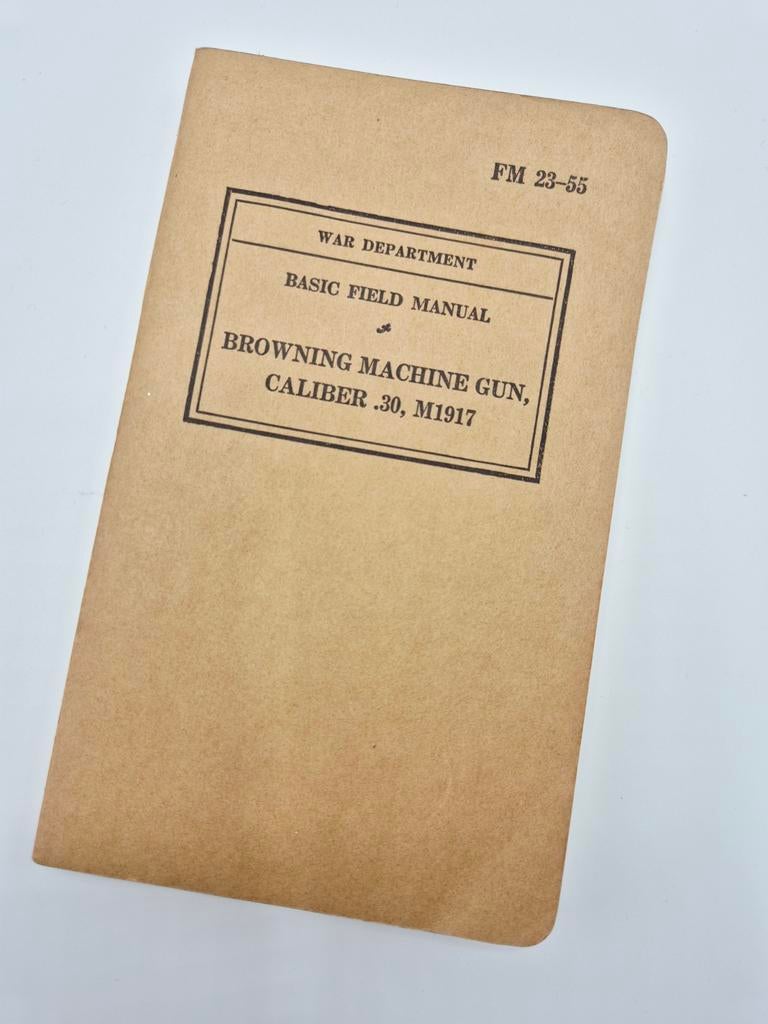 FM 23–55
WAR DEPARTMENT
BASIC FIELD MANUAL
BROWNING MACHINE GUN,
CALIBER .30, M1917